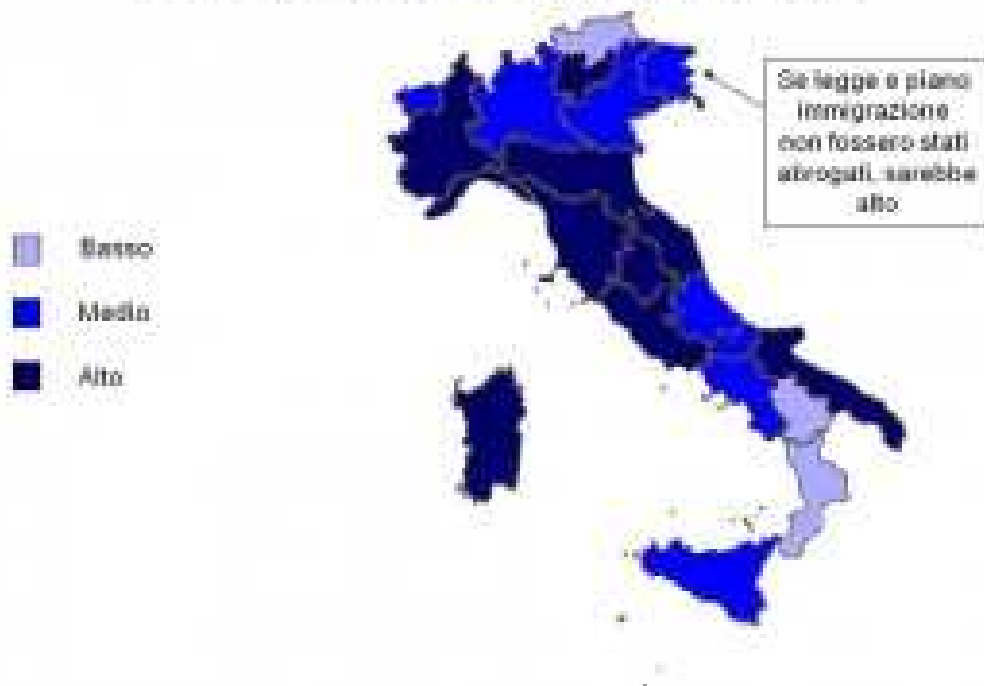 Se legge e piano
immigrazione
non fossero stati
abrogati, sarebbe
alto
Basso
Medio
Alto